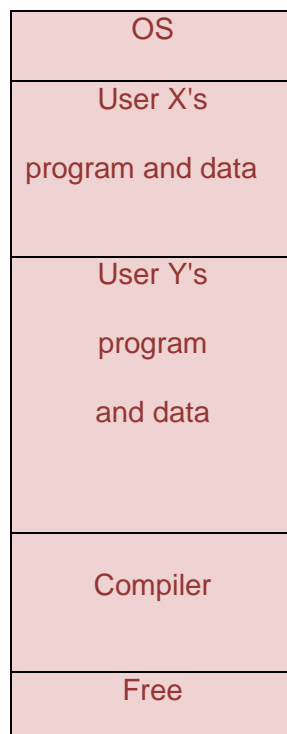 OS
User X's
program and data
User Y's
program
and data
Compiler
Free